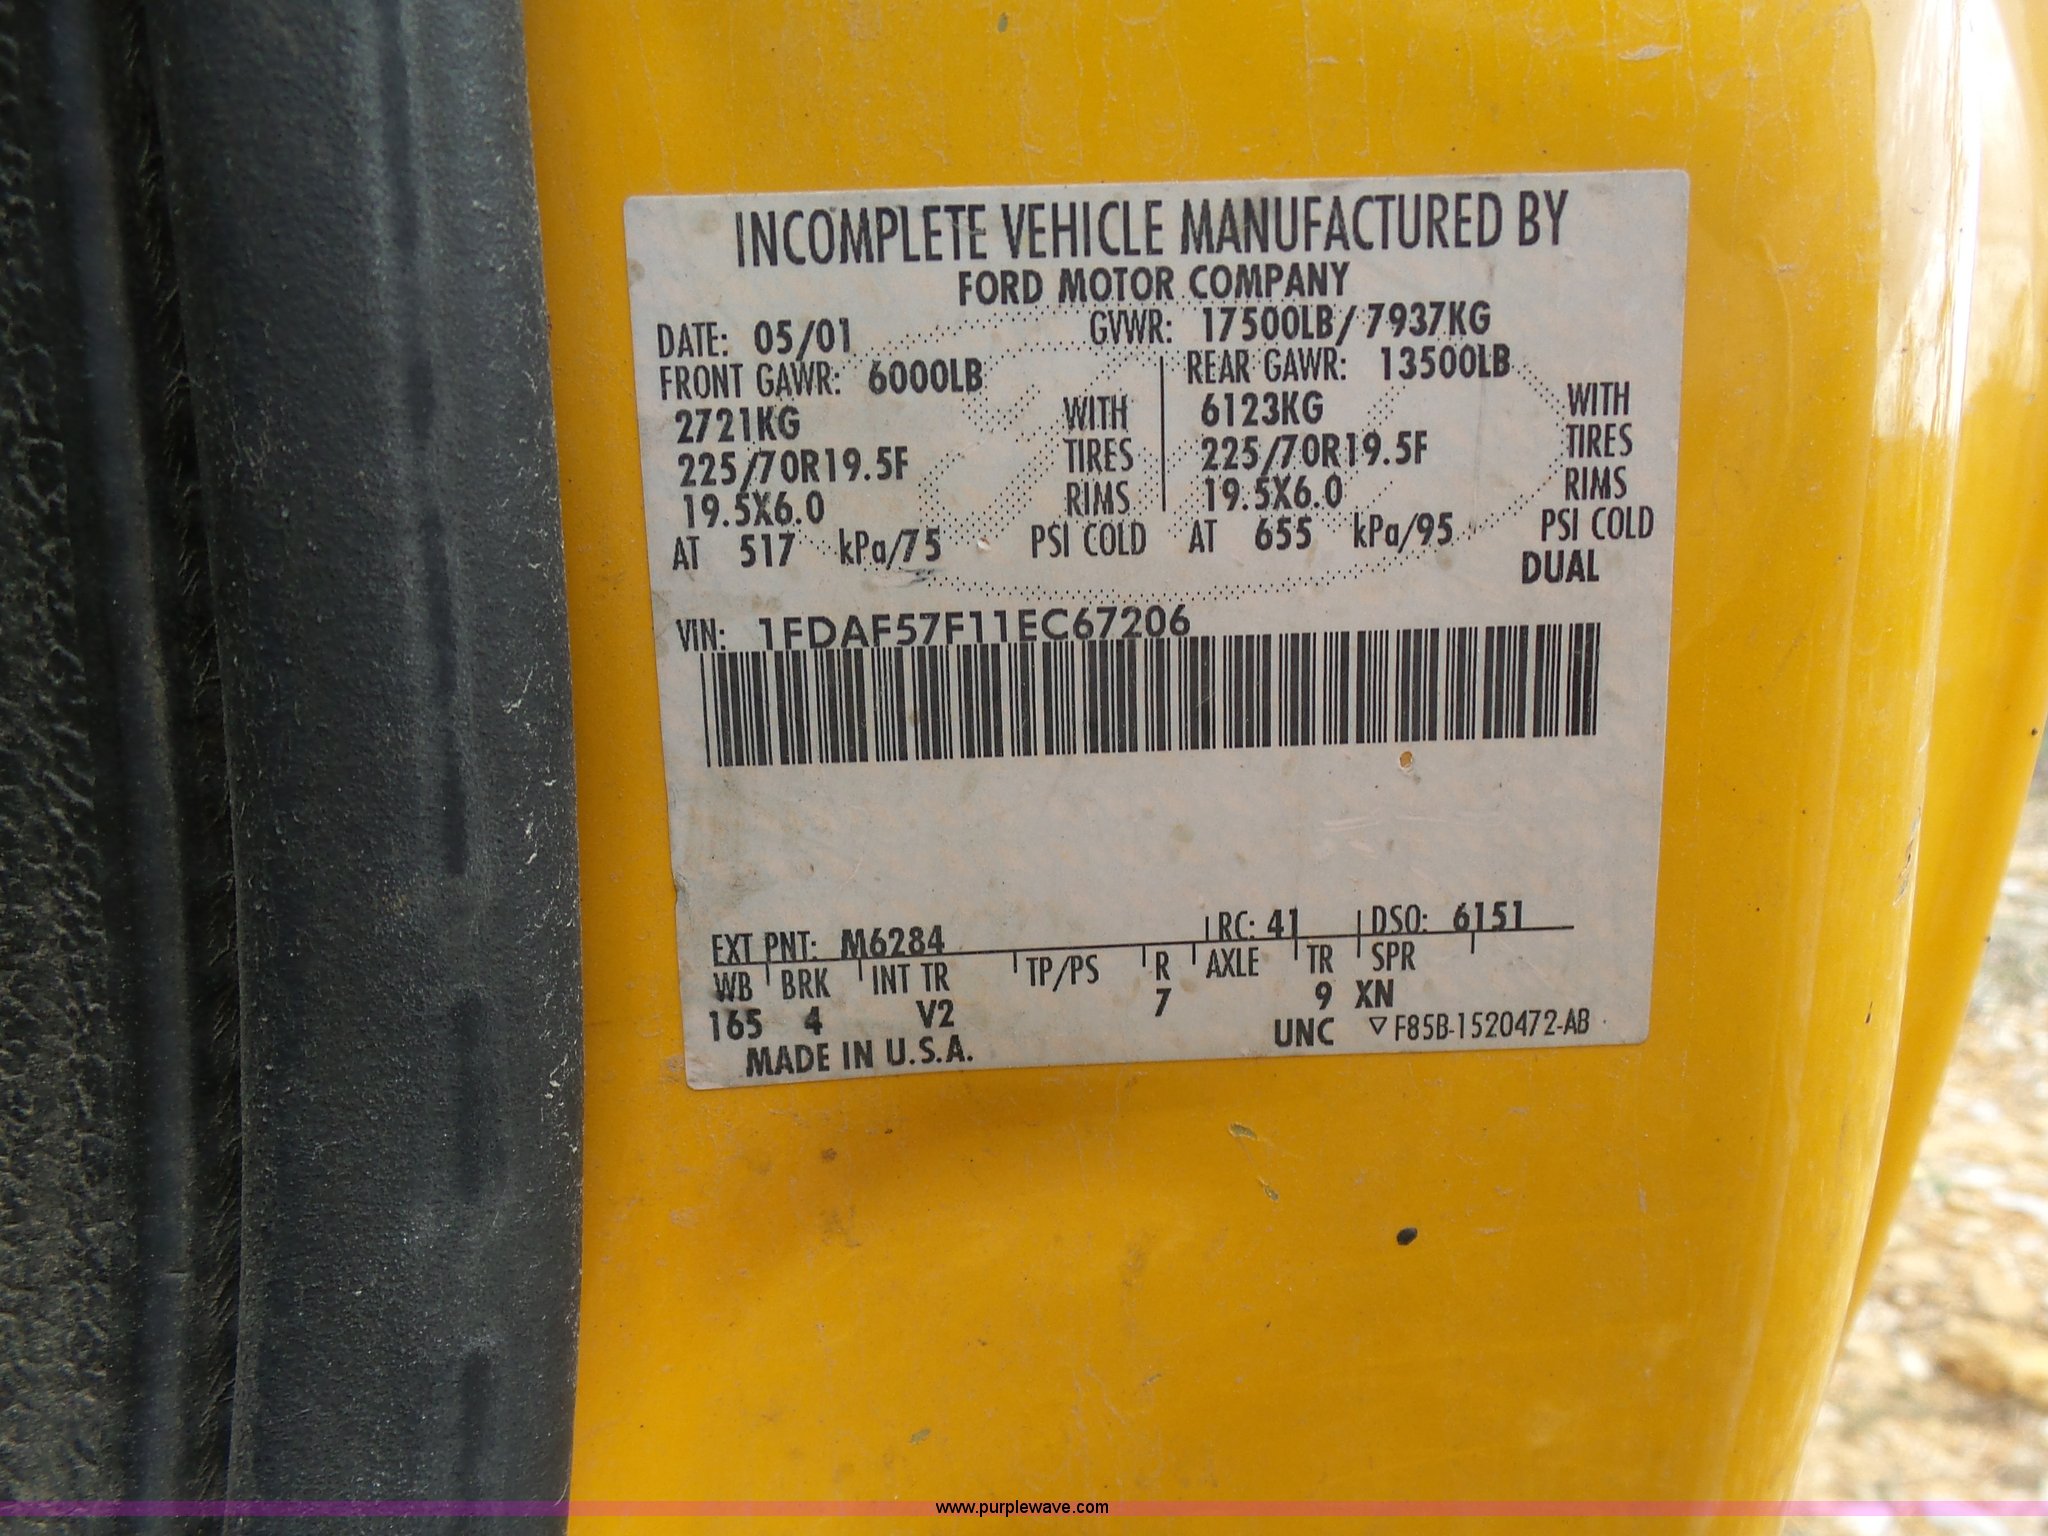 INCOMPLETE VEHICLE MANUFACTURED BY
FORD MOTOR COMPANY
DATE: 05/01 GVWR: 17500LB/ 7937KG
FRONT GAWR: 6000LB REAR GAWR: 13500LB
2721KG WITH 6123KG WITH
225/70R19.5F TIRES 225/70R19.5F TIRES
19.5X6.0 RIMS 19.5X6.0 RIMS
AT 517 kPa/75 PSI COLD AT 655 kPa/95 PSI COLD
DUAL
VIN: 1FDAF57F11EC67206
EXT PNT: M6284 RC: 41 DSO: 6151
WB BRK INT TR TP/PS R AXLE TR SPR
165 4 V2 7 9 XN
MADE IN U.S.A. UNC ▽ F85B-1520472-AB
www.purplewave.com